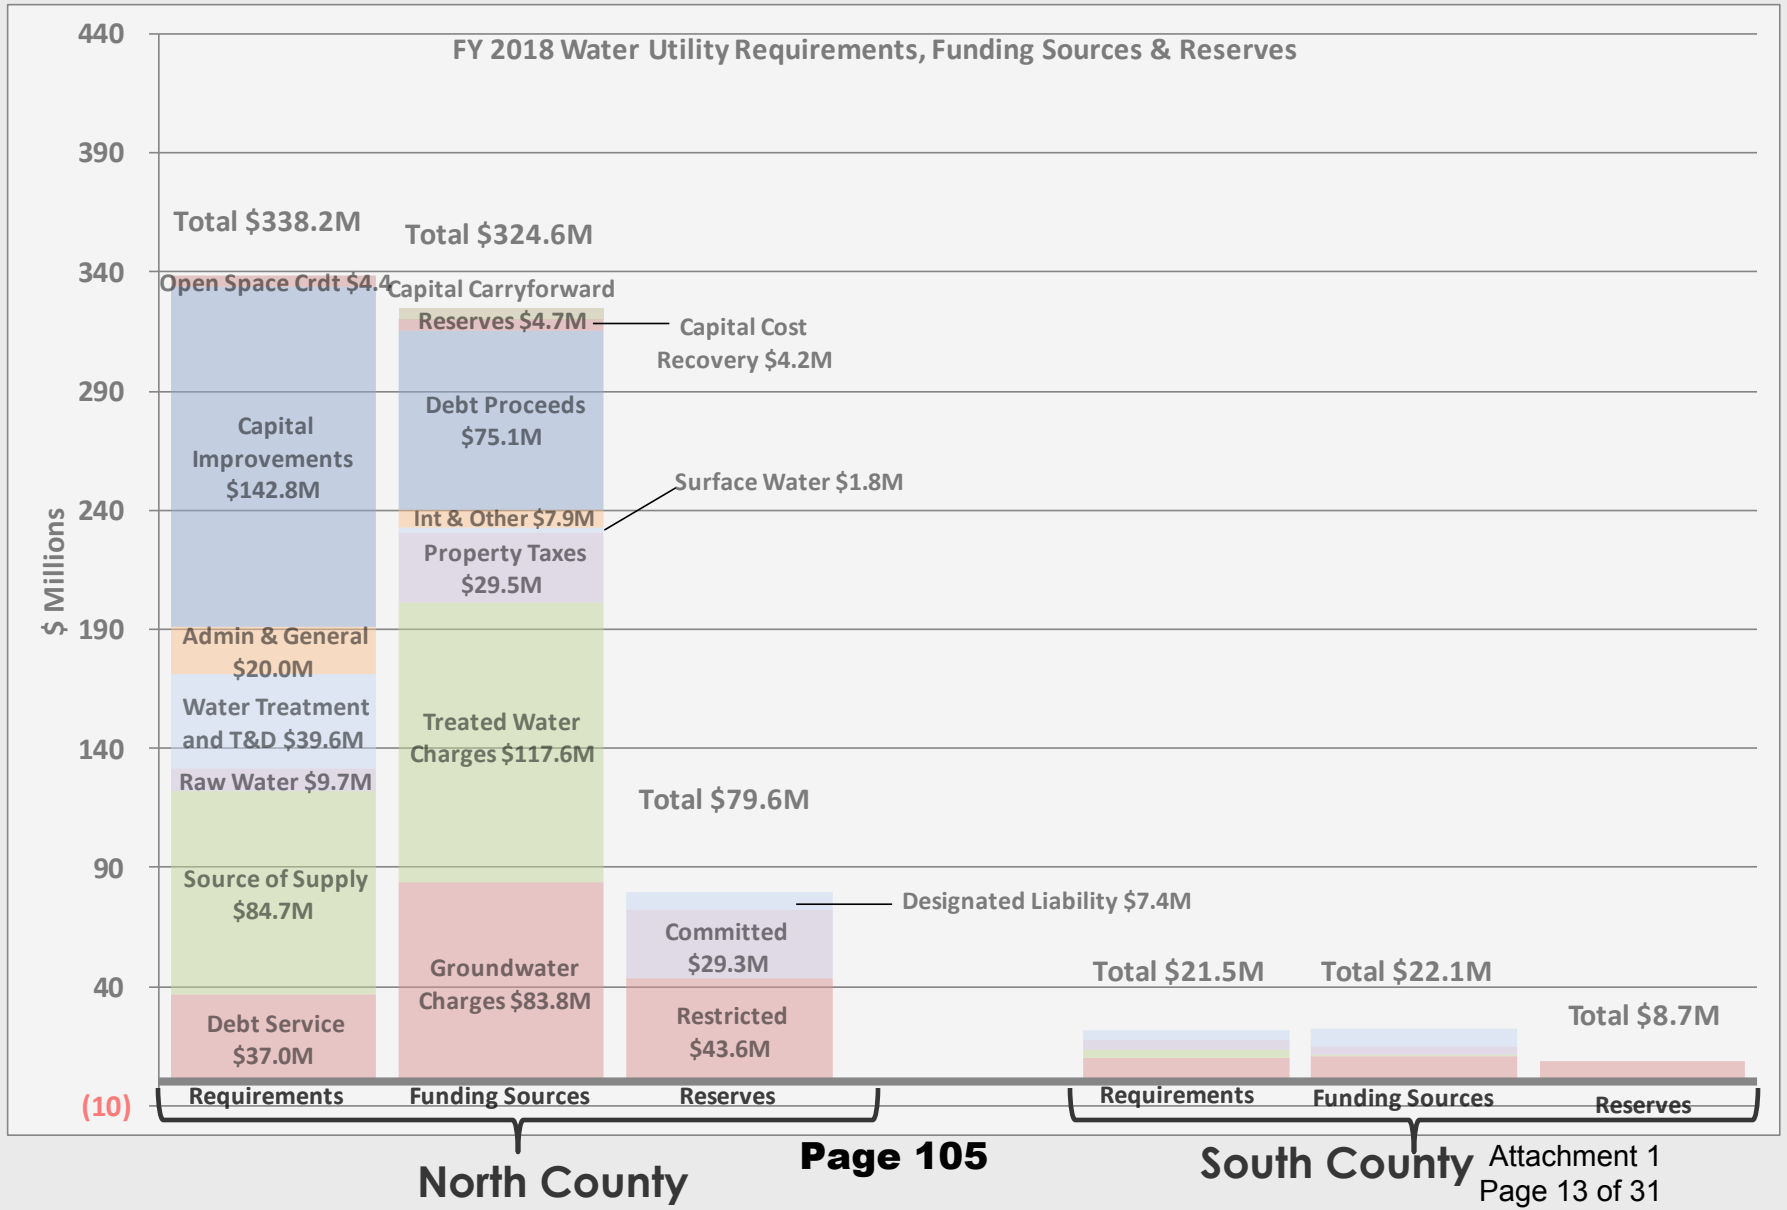 FY 2018 Water Utility Requirements, Funding Sources & Reserves
$ Millions
440
390
340
290
240
190
140
90
40
(10)
Total $338.2M
Open Space Crdt $4.4
Capital
Improvements
$142.8M
Admin & General
$20.0M
Water Treatment
and T&D $39.6M
Raw Water $9.7M
Source of Supply
$84.7M
Debt Service
$37.0M
Requirements
Total $324.6M
Capital Carryforward
Reserves $4.7M
Capital Cost
Recovery $4.2M
Debt Proceeds
$75.1M
Surface Water $1.8M
Int & Other $7.9M
Property Taxes
$29.5M
Treated Water
Charges $117.6M
Groundwater
Charges $83.8M
Funding Sources
Total $79.6M
Designated Liability $7.4M
Committed
$29.3M
Restricted
$43.6M
Reserves
Total $21.5M
Requirements
Total $22.1M
Funding Sources
Total $8.7M
Reserves
North County
South County
Page 105
Attachment 1
Page 13 of 31